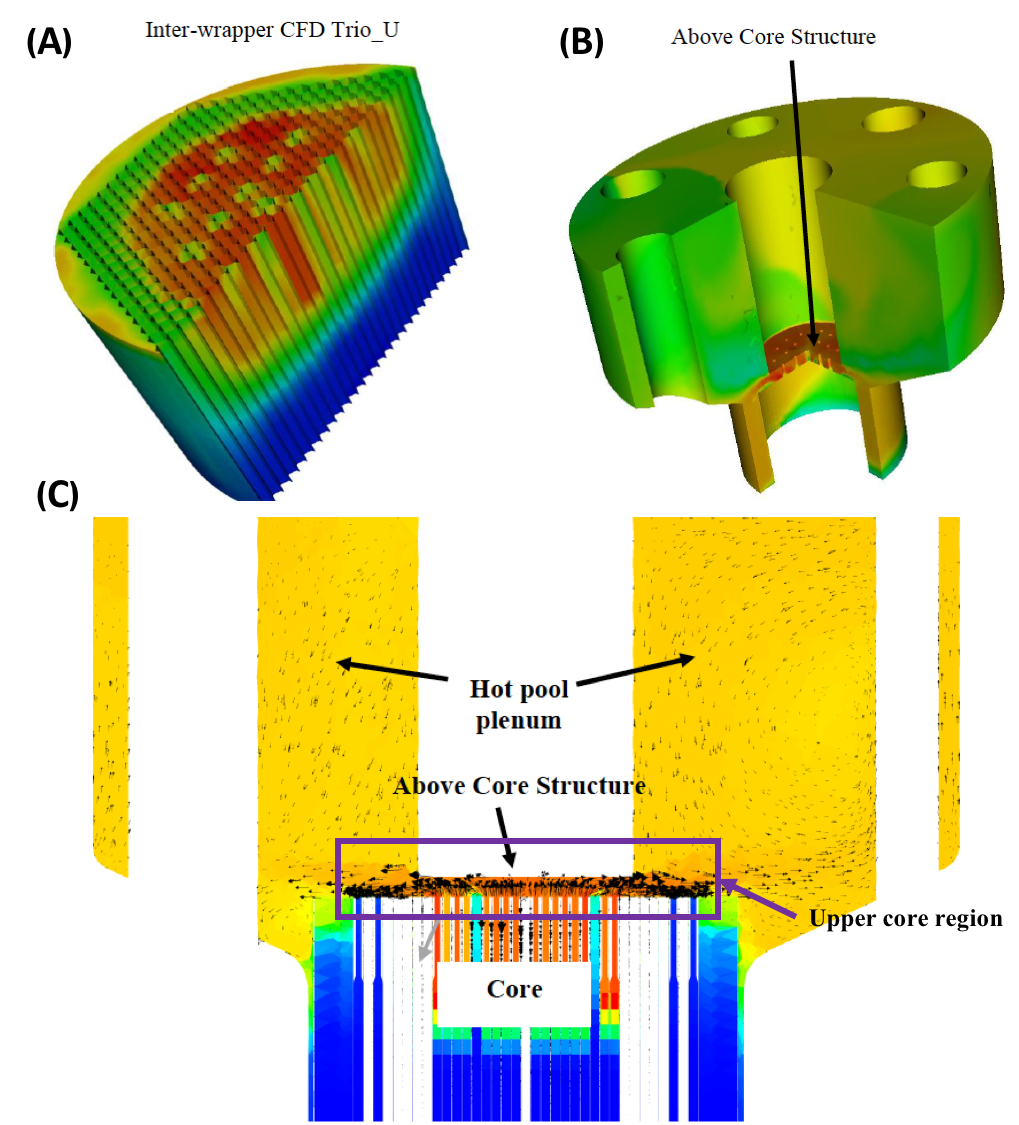 (A)
Inter-wrapper CFD Trio_U
(B)
Above Core Structure
(C)
Hot pool
plenum
Above Core Structure
Upper core region
Core